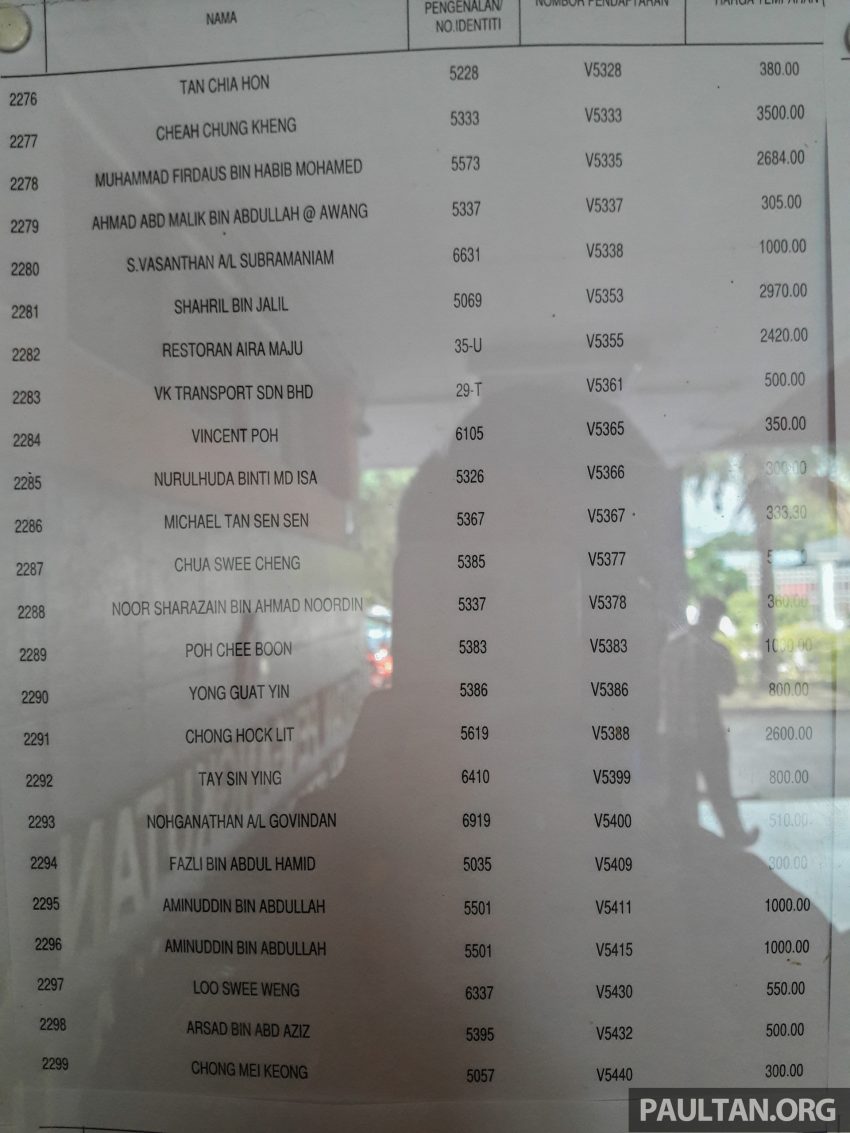 NAMA PENGENALAN/ NO.IDENTITI NOMBOR PENDAFTARAN HARGA TEMPAHAN
2276 TAN CHIA HON 5228 V5328 380.00
2277 CHEAH CHUNG KHENG 5333 V5333 3500.00
2278 MUHAMMAD FIRDAUS BIN HABIB MOHAMED 5573 V5335 2684.00
2279 AHMAD ABD MALIK BIN ABDULLAH @ AWANG 5337 V5337 305.00
2280 S.VASANTHAN A/L SUBRAMANIAM 6631 V5338 1000.00
2281 SHAHRIL BIN JALIL 5069 V5353 2970.00
2282 RESTORAN AIRA MAJU 35-U V5355 2420.00
2283 VK TRANSPORT SDN BHD 29-T V5361 500.00
2284 VINCENT POH 6105 V5365 350.00
2285 NURULHUDA BINTI MD ISA 5326 V5366 300.00
2286 MICHAEL TAN SEN SEN 5367 V5367 333.30
2287 CHUA SWEE CHENG 5385 V5377
2288 NOOR SHARAZAIN BIN AHMAD NOORDIN 5337 V5378 360.00
2289 POH CHEE BOON 5383 V5383
2290 YONG GUAT YIN 5386 V5386 800.00
2291 CHONG HOCK LIT 5619 V5388 2600.00
2292 TAY SIN YING 6410 V5399 800.00
2293 NOHGANATHAN A/L GOVINDAN 6919 V5400 510.00
2294 FAZLI BIN ABDUL HAMID 5035 V5409 300.00
2295 AMINUDDIN BIN ABDULLAH 5501 V5411 1000.00
2296 AMINUDDIN BIN ABDULLAH 5501 V5415 1000.00
2297 LOO SWEE WENG 6337 V5430 550.00
2298 ARSAD BIN ABD AZIZ 5395 V5432 500.00
2299 CHONG MEI KEONG 5057 V5440 300.00
PAULTAN.ORG